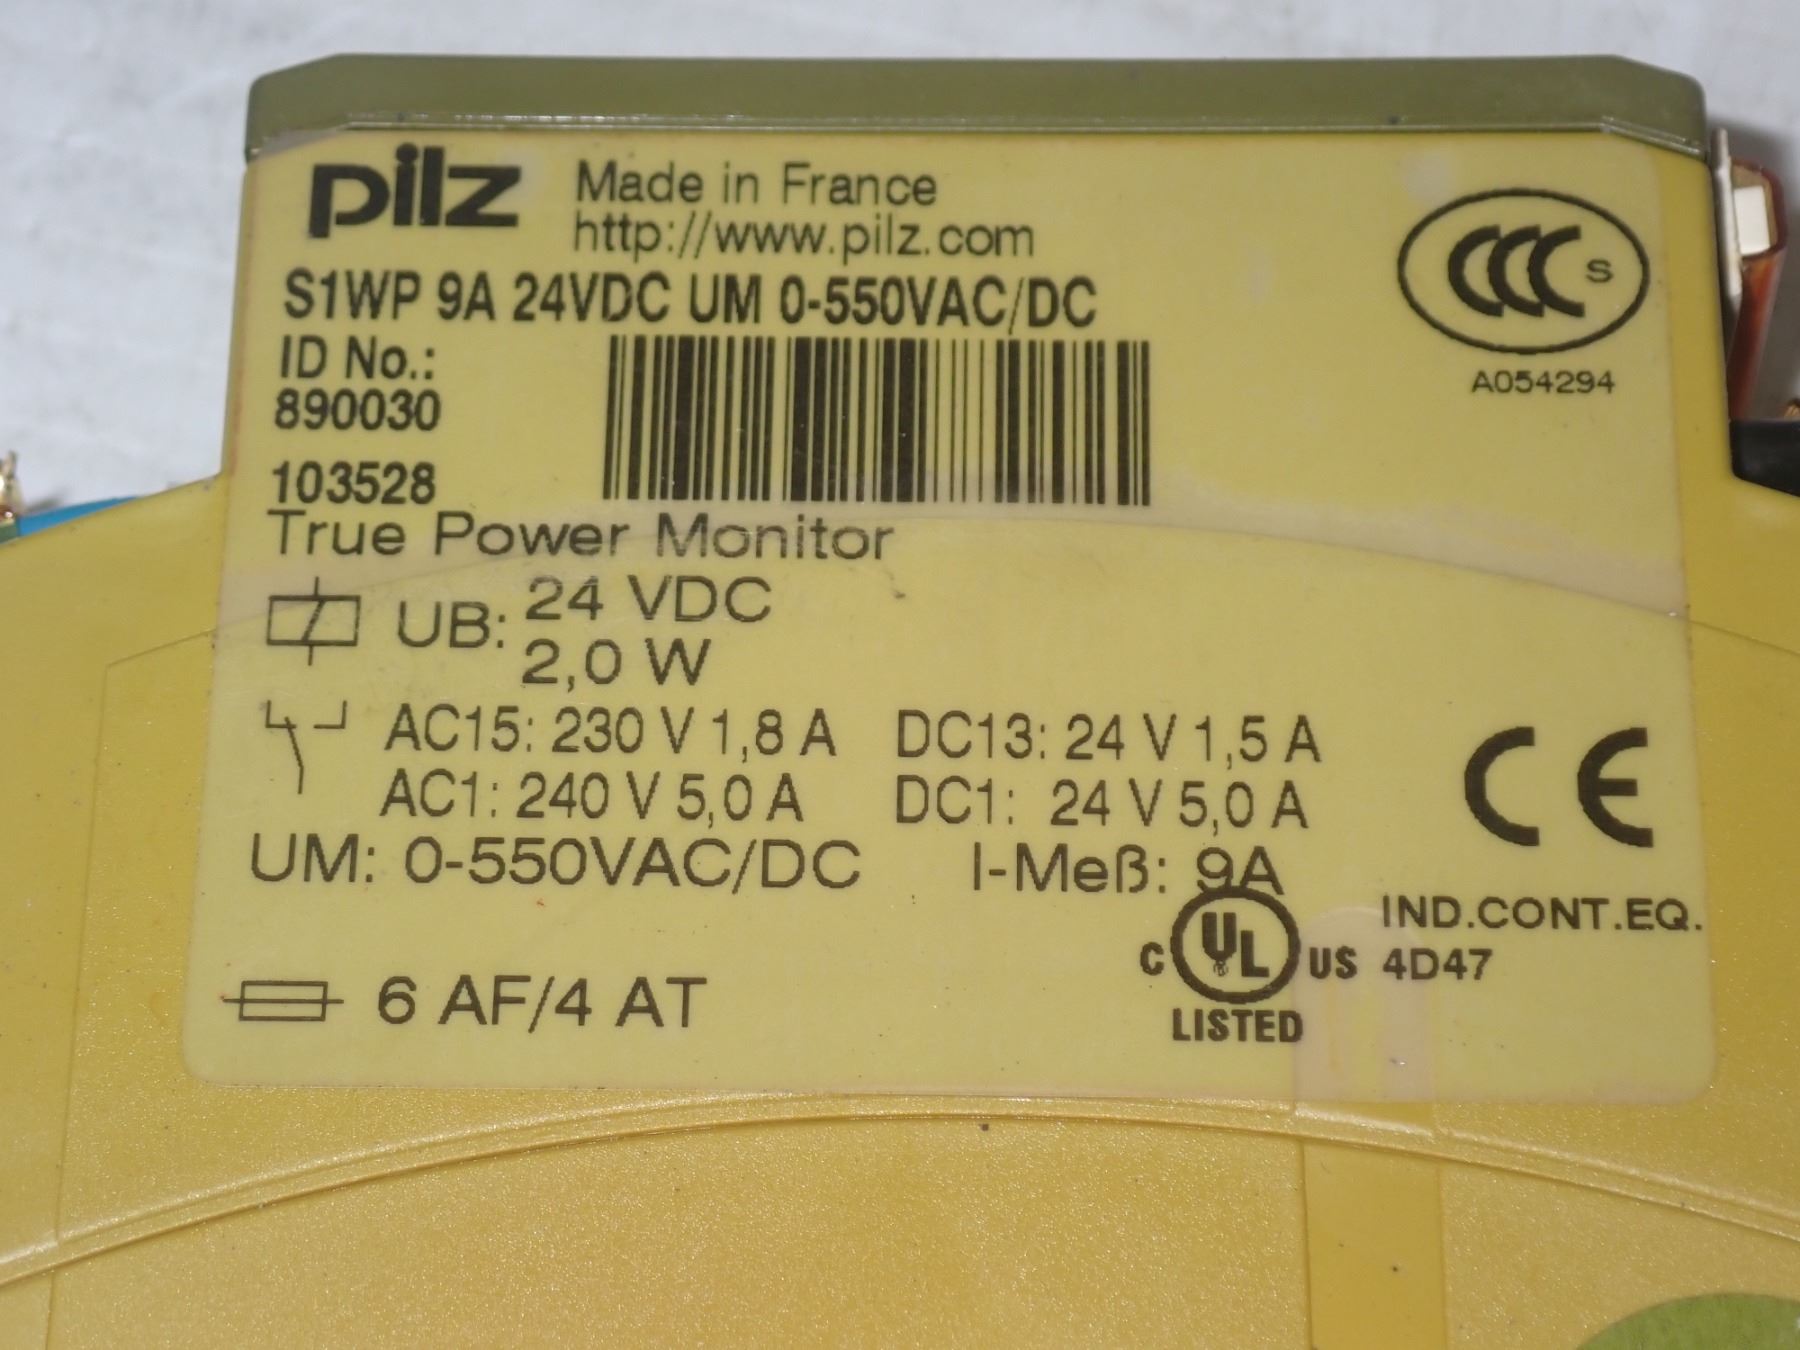 pilz Made in France
http://www.pilz.com
S1WP 9A 24VDC UM 0-550VAC/DC
CCC S
ID No.:
A054294
890030
103528
True Power Monitor
UB: 24 VDC
2,0 W
AC15: 230 V 1,8 A DC13: 24 V 1,5 A
AC1: 240 V 5,0 A DC1: 24 V 5,0 A
CE
UM: 0-550VAC/DC I-Meß: 9A
IND.CONT.EQ.
C UL US 4D47
LISTED
6 AF/4 AT